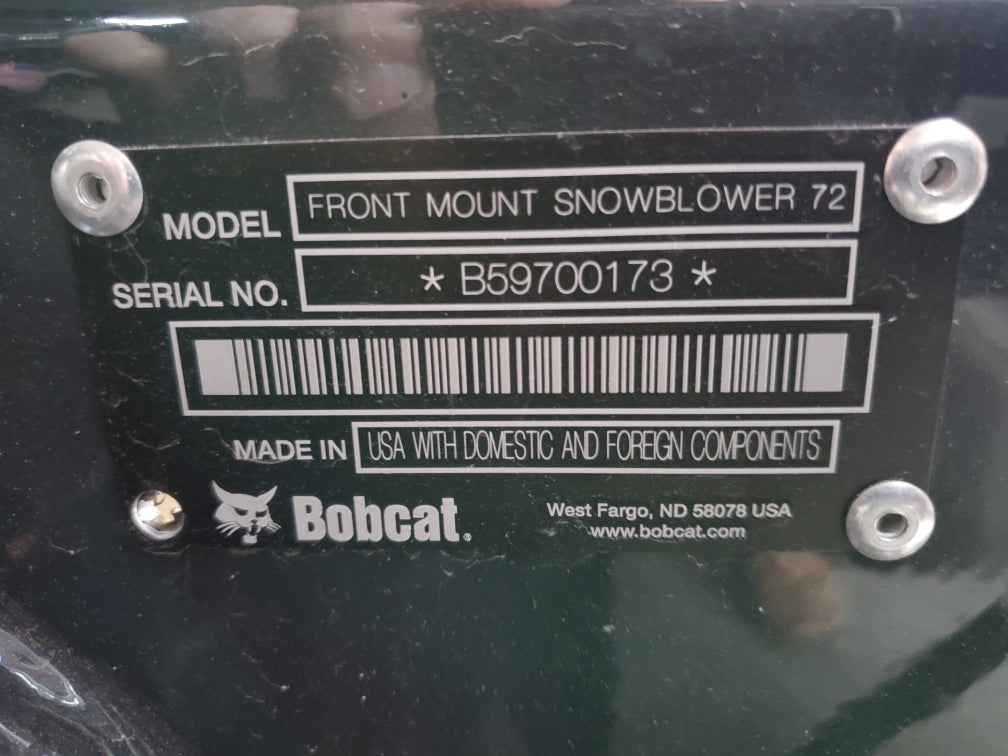 MODEL FRONT MOUNT SNOWBLOWER 72
SERIAL NO. * B59700173 *
MADE IN USA WITH DOMESTIC AND FOREIGN COMPONENTS
Bobcat.
West Fargo, ND 58078 USA
www.bobcat.com